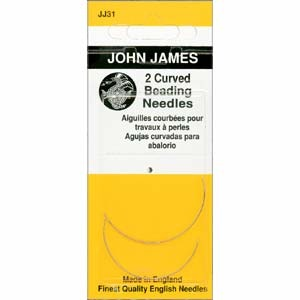 JJ31
JOHN JAMES
2 Curved
Beading
Needles
Aiguilles courbées pour
travaux à perles
Agujas curvadas para
abalorio
Made in England
Finest Quality English Needles